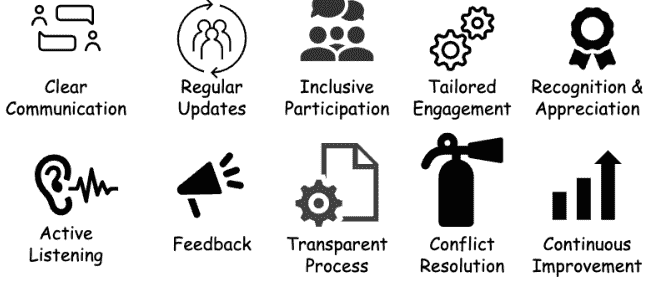 Clear
Communication
Regular
Updates
Inclusive
Participation
Tailored
Engagement
Recognition &
Appreciation
Active
Listening
Feedback
Transparent
Process
Conflict
Resolution
Continuous
Improvement